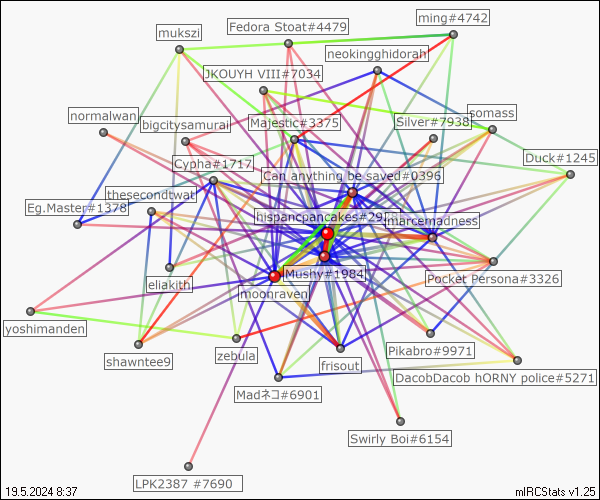 ming#4742
Fedora Stoat#4479
mukszi
neokingghidorah
JKOUYH VIII#7034
normalwan
somass
bigcitysamurai
Majestic#3375
Silver#7938
Duck#1245
Cypha#1717
Can anything be saved#0396
thesecondtwat
Eg.Master#1378
hispancpancakes#29
marcemadness
Mushy#1984
Pocket Persona#3326
eliakith
moonraven
yoshimanden
shawntee9
zebula
Pikabro#9971
frisout
DacobDacob hORNY police#5271
Madネコ#6901
Swirly Boi#6154
LPK2387 #7690
19.5.2024 8:37
mIRCStats v1.25